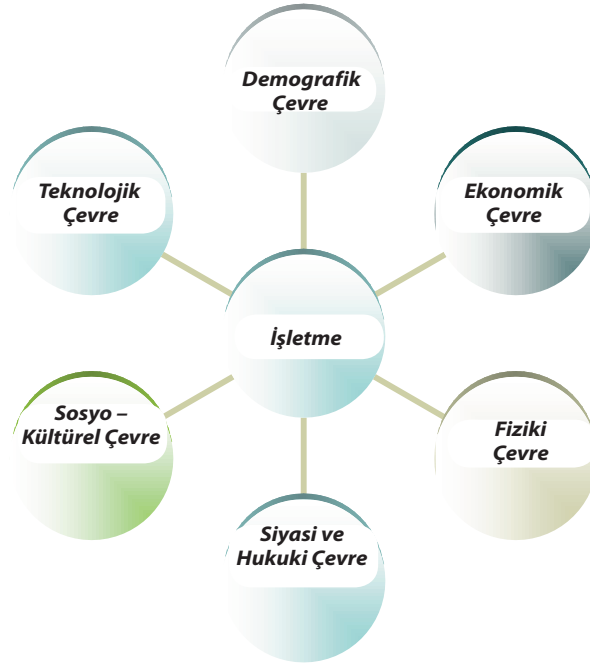 Demografik
Çevre
Teknolojik
Çevre
Ekonomik
Çevre
İşletme
Sosyo –
Kültürel Çevre
Fiziki
Çevre
Siyasi ve
Hukuki Çevre